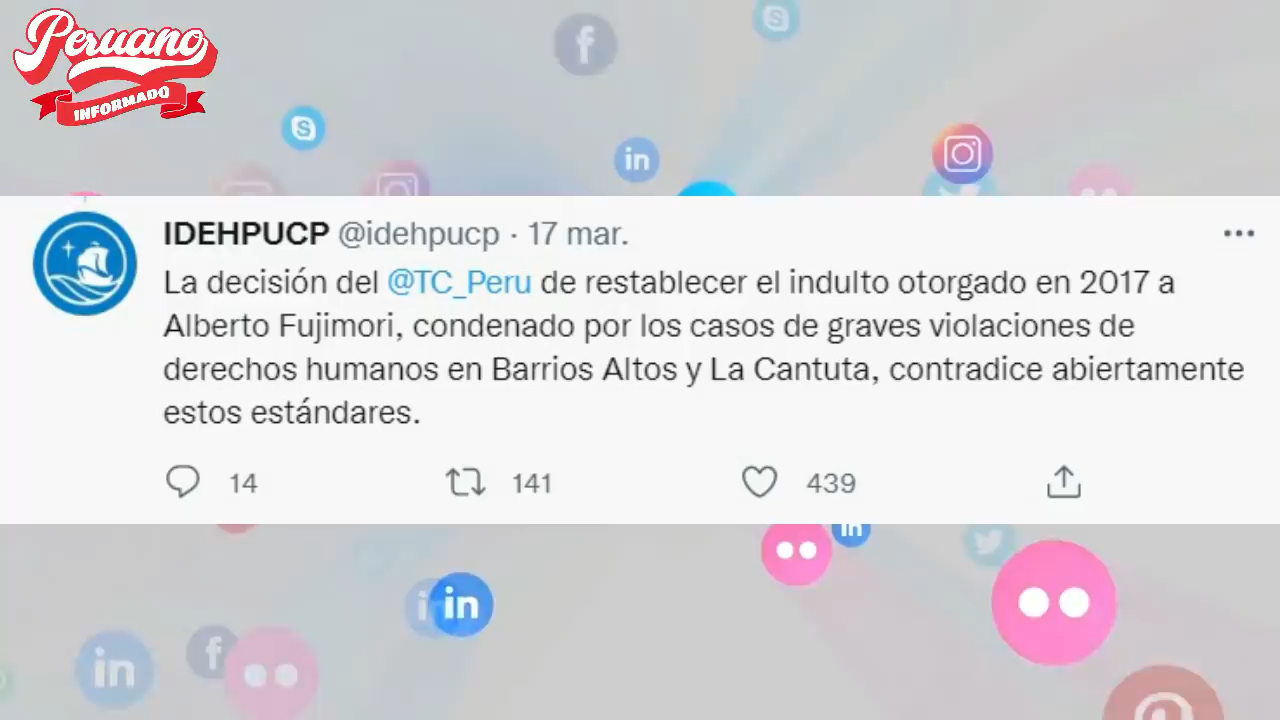 Peruano
INFORMADO
IDEHPUCP @idehpucp · 17 mar.
La decisión del @TC_Peru de restablecer el indulto otorgado en 2017 a
Alberto Fujimori, condenado por los casos de graves violaciones de
derechos humanos en Barrios Altos y La Cantuta, contradice abiertamente
estos estándares.
14 141 439